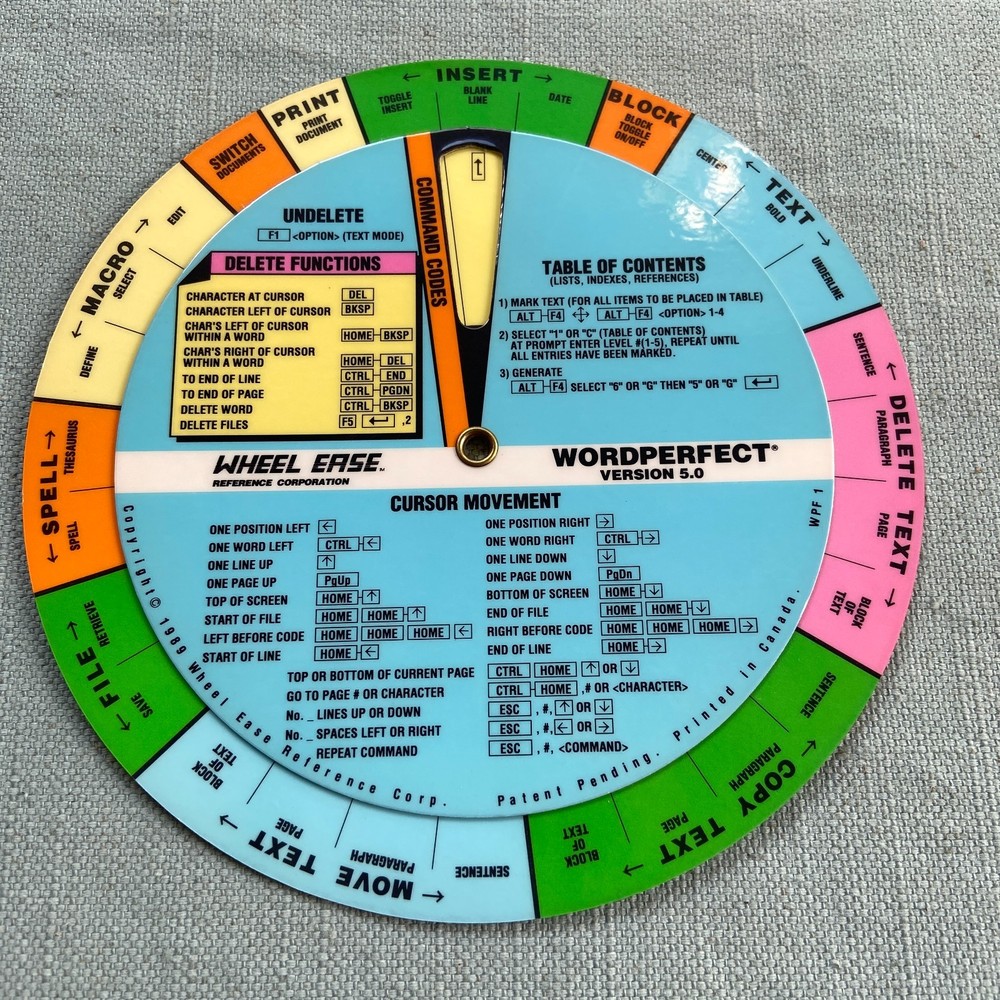 ← INSERT →
TOGGLE
INSERT
BLANK
LINE
DATE
BLOCK
BLOCK
TOGGLE
ON/OFF
← TEXT →
CENTER
BOLD
UNDERLINE
← DELETE TEXT →
SENTENCE
PARAGRAPH
PAGE
BLOCK
OF
TEXT
← COPY TEXT →
SENTENCE
PARAGRAPH
PAGE
BLOCK
OF
TEXT
← MOVE TEXT →
SENTENCE
PARAGRAPH
PAGE
BLOCK
OF
TEXT
← FILE →
SAVE
RETRIEVE
← SPELL →
SPELL
THESAURUS
← MACRO →
DEFINE
SELECT
EDIT
SWITCH
DOCUMENTS
PRINT
PRINT
DOCUMENT
COMMAND CODES
UNDELETE
F1 <OPTION> (TEXT MODE)
DELETE FUNCTIONS
CHARACTER AT CURSOR DEL
CHARACTER LEFT OF CURSOR BKSP
CHAR'S LEFT OF CURSOR
WITHIN A WORD HOME-BKSP
CHAR'S RIGHT OF CURSOR
WITHIN A WORD HOME-DEL
TO END OF LINE CTRL-END
TO END OF PAGE CTRL-PGDN
DELETE WORD CTRL-BKSP
DELETE FILES F5 ↵ ,2
TABLE OF CONTENTS
(LISTS, INDEXES, REFERENCES)
1) MARK TEXT (FOR ALL ITEMS TO BE PLACED IN TABLE)
ALT-F4 ALT-F4 <OPTION> 1-4
2) SELECT "1" OR "C" (TABLE OF CONTENTS)
AT PROMPT ENTER LEVEL #(1-5), REPEAT UNTIL
ALL ENTRIES HAVE BEEN MARKED.
3) GENERATE
ALT-F4 SELECT "6" OR "G" THEN "5" OR "G" ↵
WHEEL EASE
REFERENCE CORPORATION
WORDPERFECT®
VERSION 5.0
CURSOR MOVEMENT
ONE POSITION LEFT ←
ONE WORD LEFT CTRL-←
ONE LINE UP ↑
ONE PAGE UP PgUp
TOP OF SCREEN HOME-↑
START OF FILE HOME HOME-↑
LEFT BEFORE CODE HOME HOME HOME ←
START OF LINE HOME-←
ONE POSITION RIGHT →
ONE WORD RIGHT CTRL-→
ONE LINE DOWN ↓
ONE PAGE DOWN PgDn
BOTTOM OF SCREEN HOME-↓
END OF FILE HOME HOME-↓
RIGHT BEFORE CODE HOME HOME HOME →
END OF LINE HOME-→
TOP OR BOTTOM OF CURRENT PAGE CTRL HOME ↑ OR ↓
GO TO PAGE # OR CHARACTER CTRL-HOME ,# OR <CHARACTER>
No. _ LINES UP OR DOWN ESC , #, ↑ OR ↓
No. _ SPACES LEFT OR RIGHT ESC , #, ← OR →
REPEAT COMMAND ESC , #, <COMMAND>
Copyright © 1989 Wheel Ease Reference Corp. Patent Pending. Printed in Canada.
WPF 1